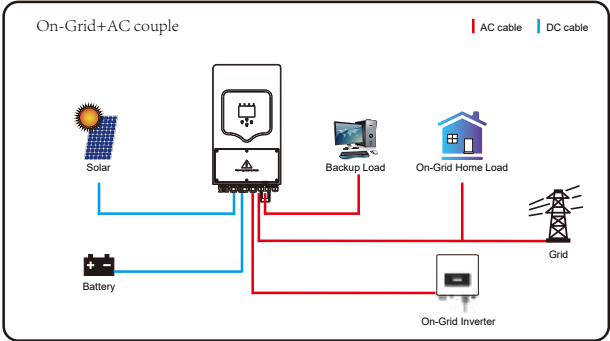 On-Grid+AC couple
AC cable
DC cable
Solar
Backup Load
On-Grid Home Load
Grid
Battery
On-Grid Inverter